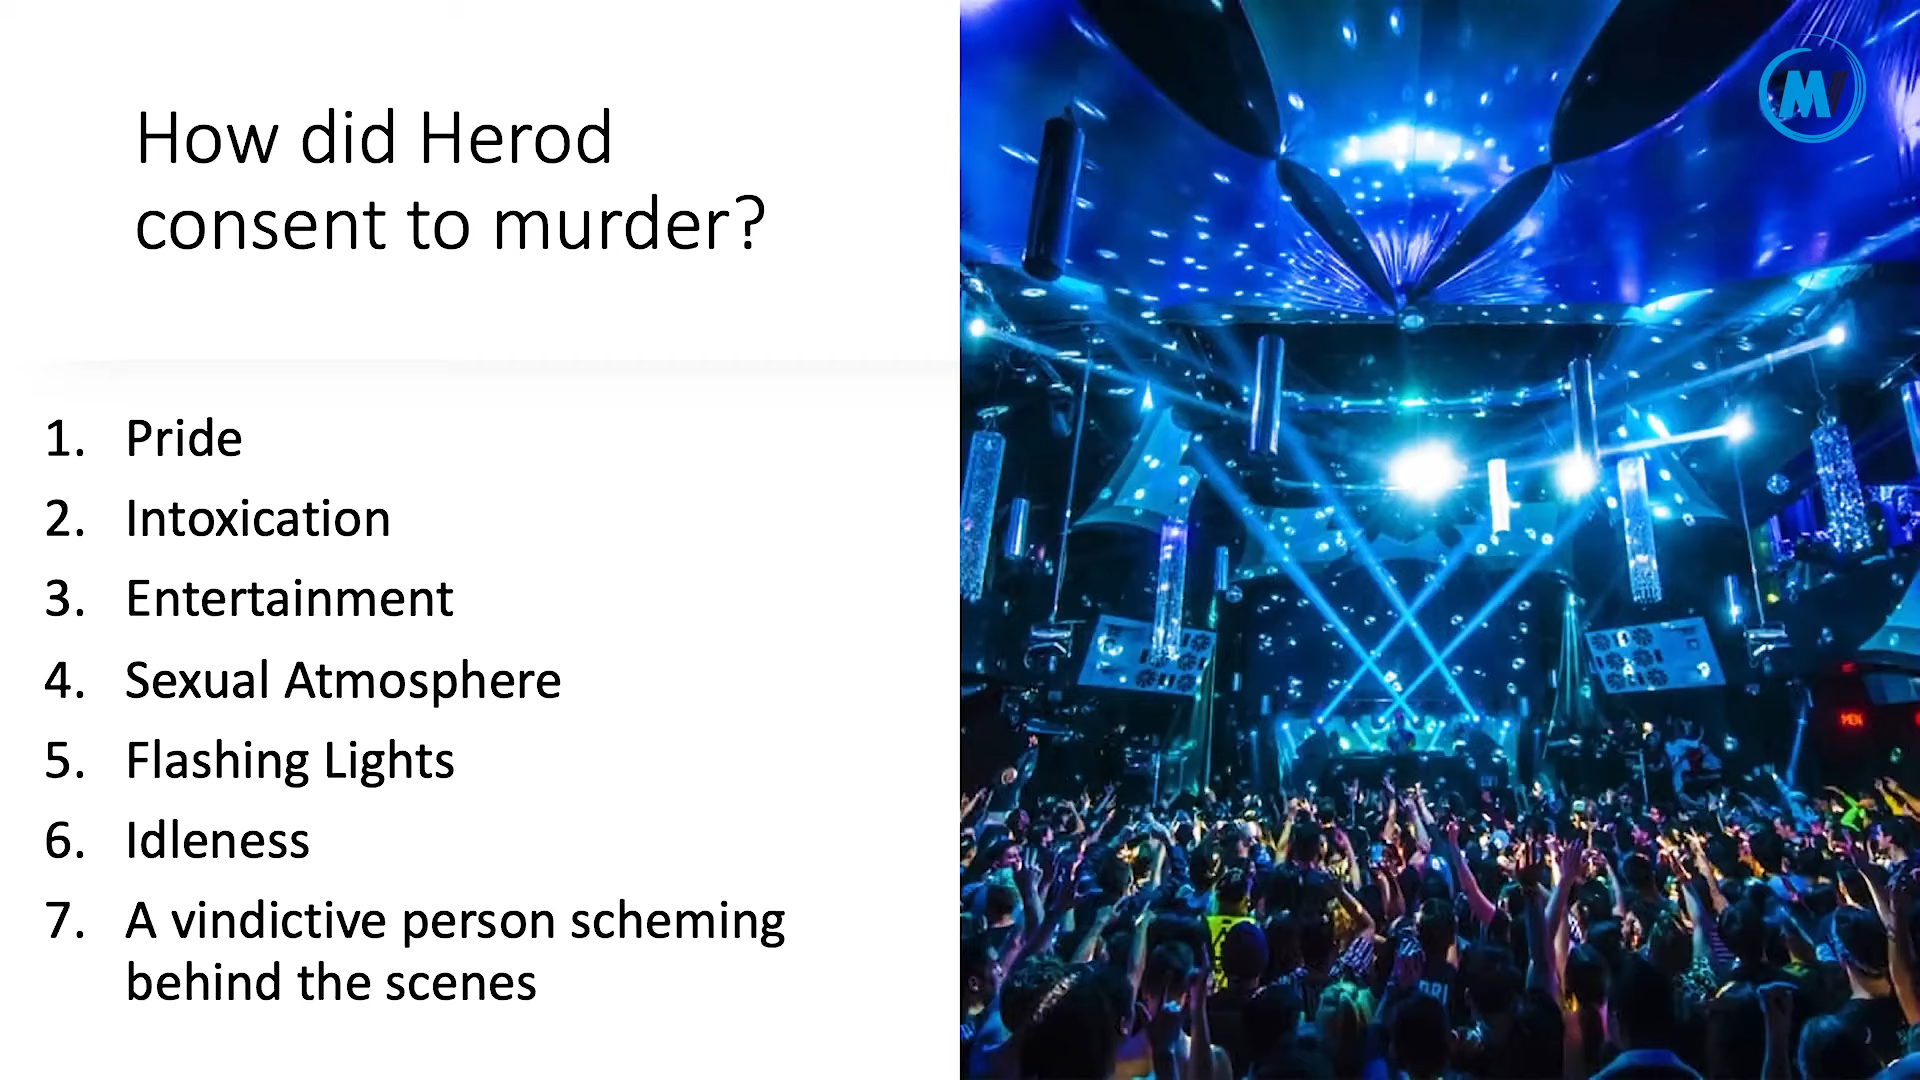 How did Herod
consent to murder?
1. Pride
2. Intoxication
3. Entertainment
4. Sexual Atmosphere
5. Flashing Lights
6. Idleness
7. A vindictive person scheming
behind the scenes
MV